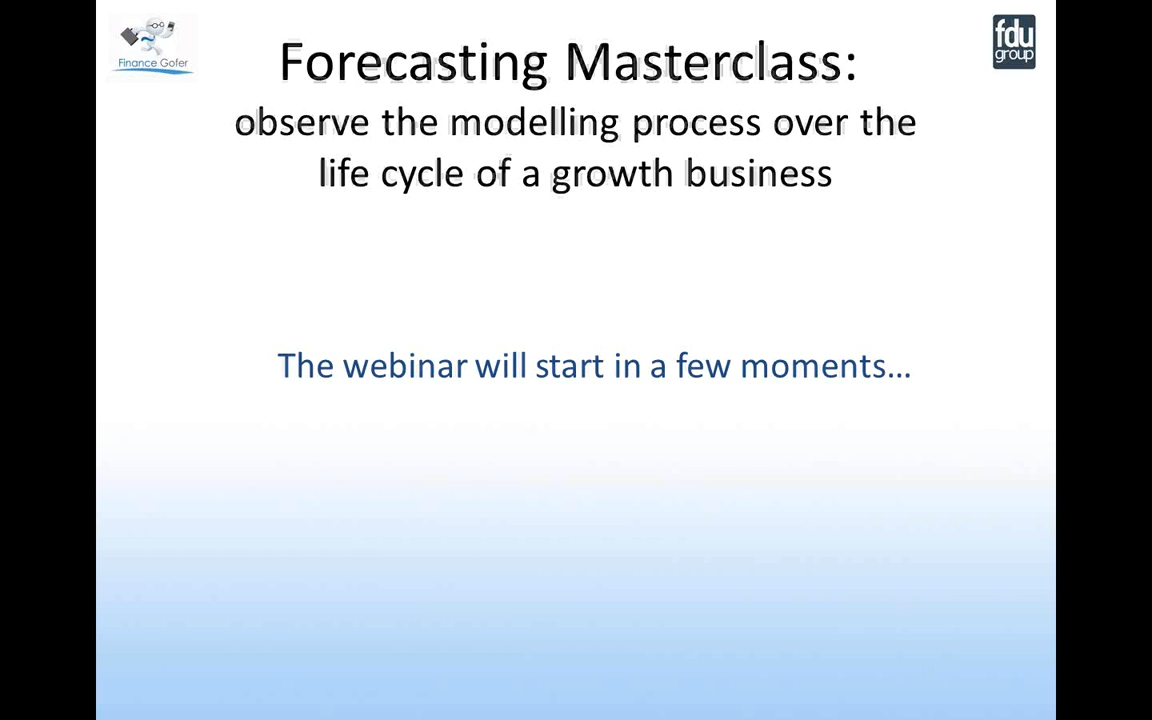 Finance Gofer
fdu
group
Forecasting Masterclass:
observe the modelling process over the
life cycle of a growth business
The webinar will start in a few moments…